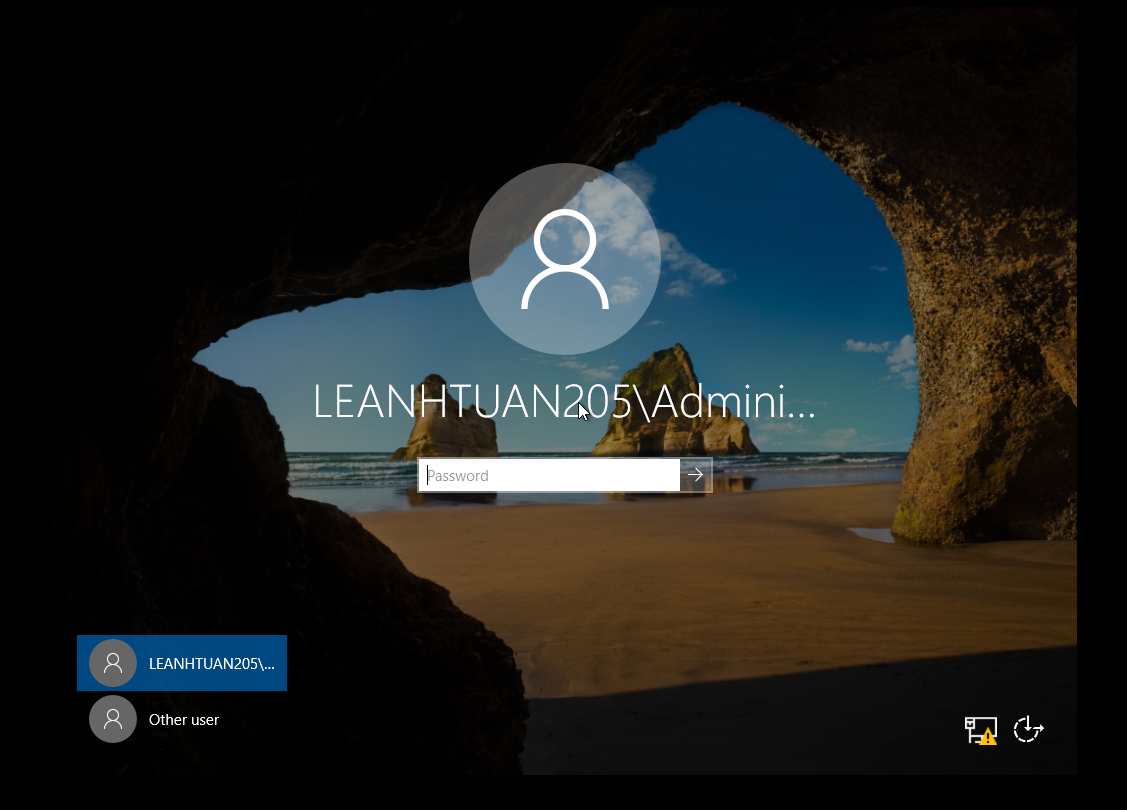 LEANHTUAN205\Admini...
Password
LEANHTUAN205\...
Other user